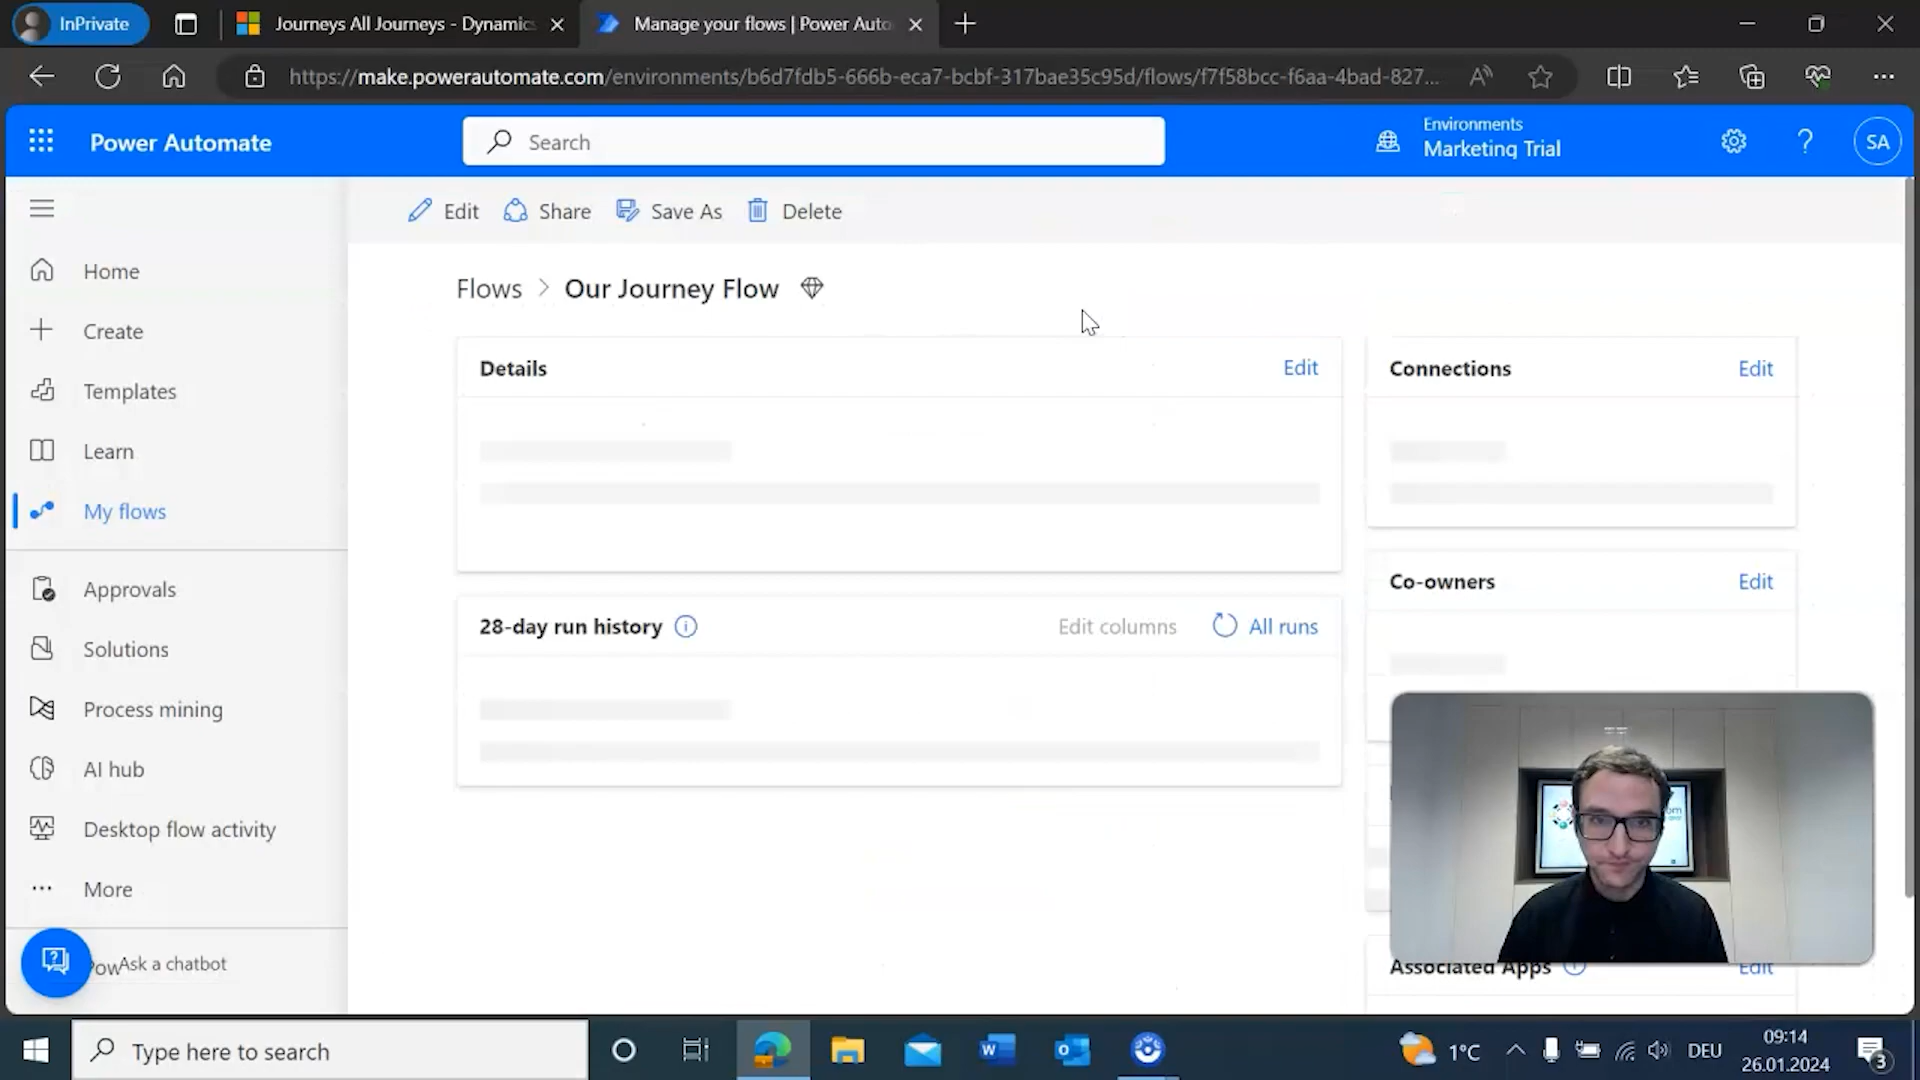 InPrivate
Journeys All Journeys - Dynamics
Manage your flows | Power Auto
https://make.powerautomate.com/environments/b6d7fdb5-666b-eca7-bcbf-317bae35c95d/flows/f7f58bcc-f6aa-4bad-827...
Power Automate
Search
Environments
Marketing Trial
SA
Edit
Share
Save As
Delete
Home
Create
Templates
Learn
My flows
Approvals
Solutions
Process mining
AI hub
Desktop flow activity
More
Pow
Ask a chatbot
Flows > Our Journey Flow
Details
Edit
28-day run history
Edit columns
All runs
Connections
Edit
Co-owners
Edit
Associated Apps
Edit
Type here to search
1°C
DEU
09:14
26.01.2024
3